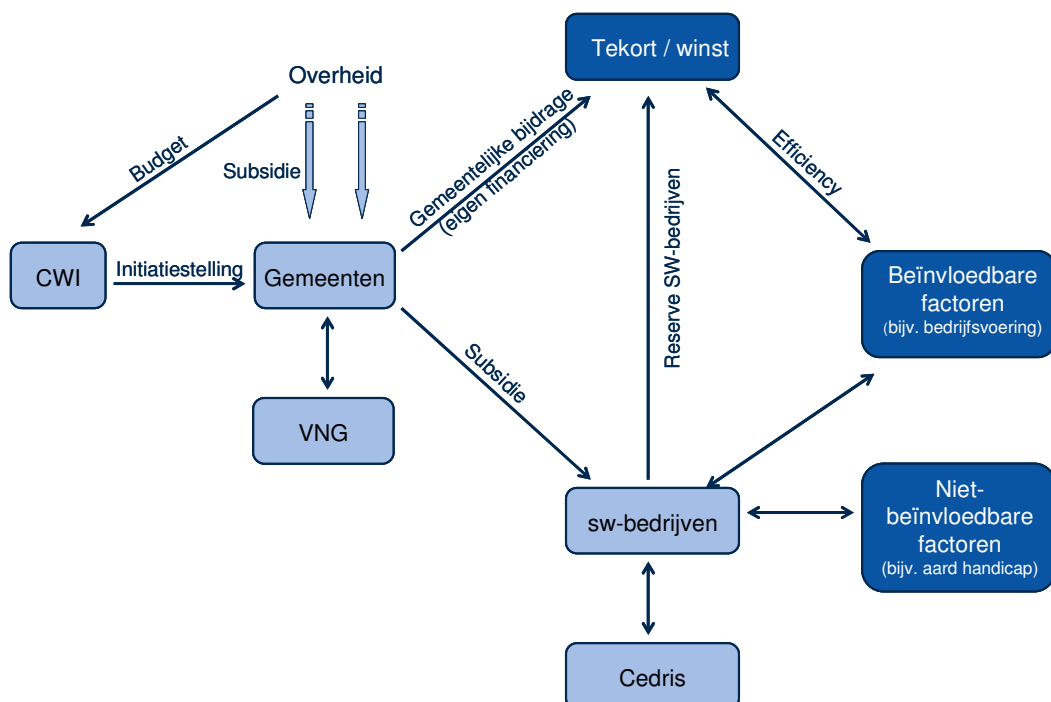 Tekort / winst
Overheid
Budget
Subsidie
Gemeentelijke bijdrage
(eigen financiering)
Efficiency
Reserve SW-bedrijven
CWI
Initiatiestelling
Gemeenten
Beïnvloedbare
factoren
(bijv. bedrijfsvoering)
Subsidie
VNG
sw-bedrijven
Niet-
beïnvloedbare
factoren
(bijv. aard handicap)
Cedris